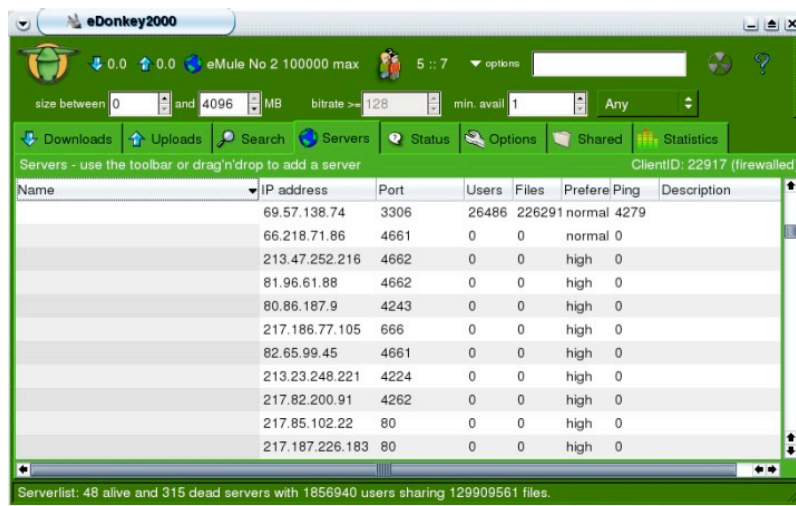 eDonkey2000
0.0 0.0 eMule No 2 100000 max 5 :: 7 options
size between 0 and 4096 MB bitrate >= 128 min. avail 1 Any
Downloads Uploads Search Servers Status Options Shared Statistics
Servers - use the toolbar or drag'n'drop to add a server ClientID: 22917 (firewalled
Name IP address Port Users Files Prefere Ping Description
69.57.138.74 3306 26486 226291 normal 4279
66.218.71.86 4661 0 0 normal 0
213.47.252.216 4662 0 0 high 0
81.96.61.88 4662 0 0 high 0
80.86.187.9 4243 0 0 high 0
217.186.77.105 666 0 0 high 0
82.65.99.45 4661 0 0 high 0
213.23.248.221 4224 0 0 high 0
217.82.200.91 4262 0 0 high 0
217.85.102.22 80 0 0 high 0
217.187.226.183 80 0 0 high 0
Serverlist: 48 alive and 315 dead servers with 1856940 users sharing 129909561 files.